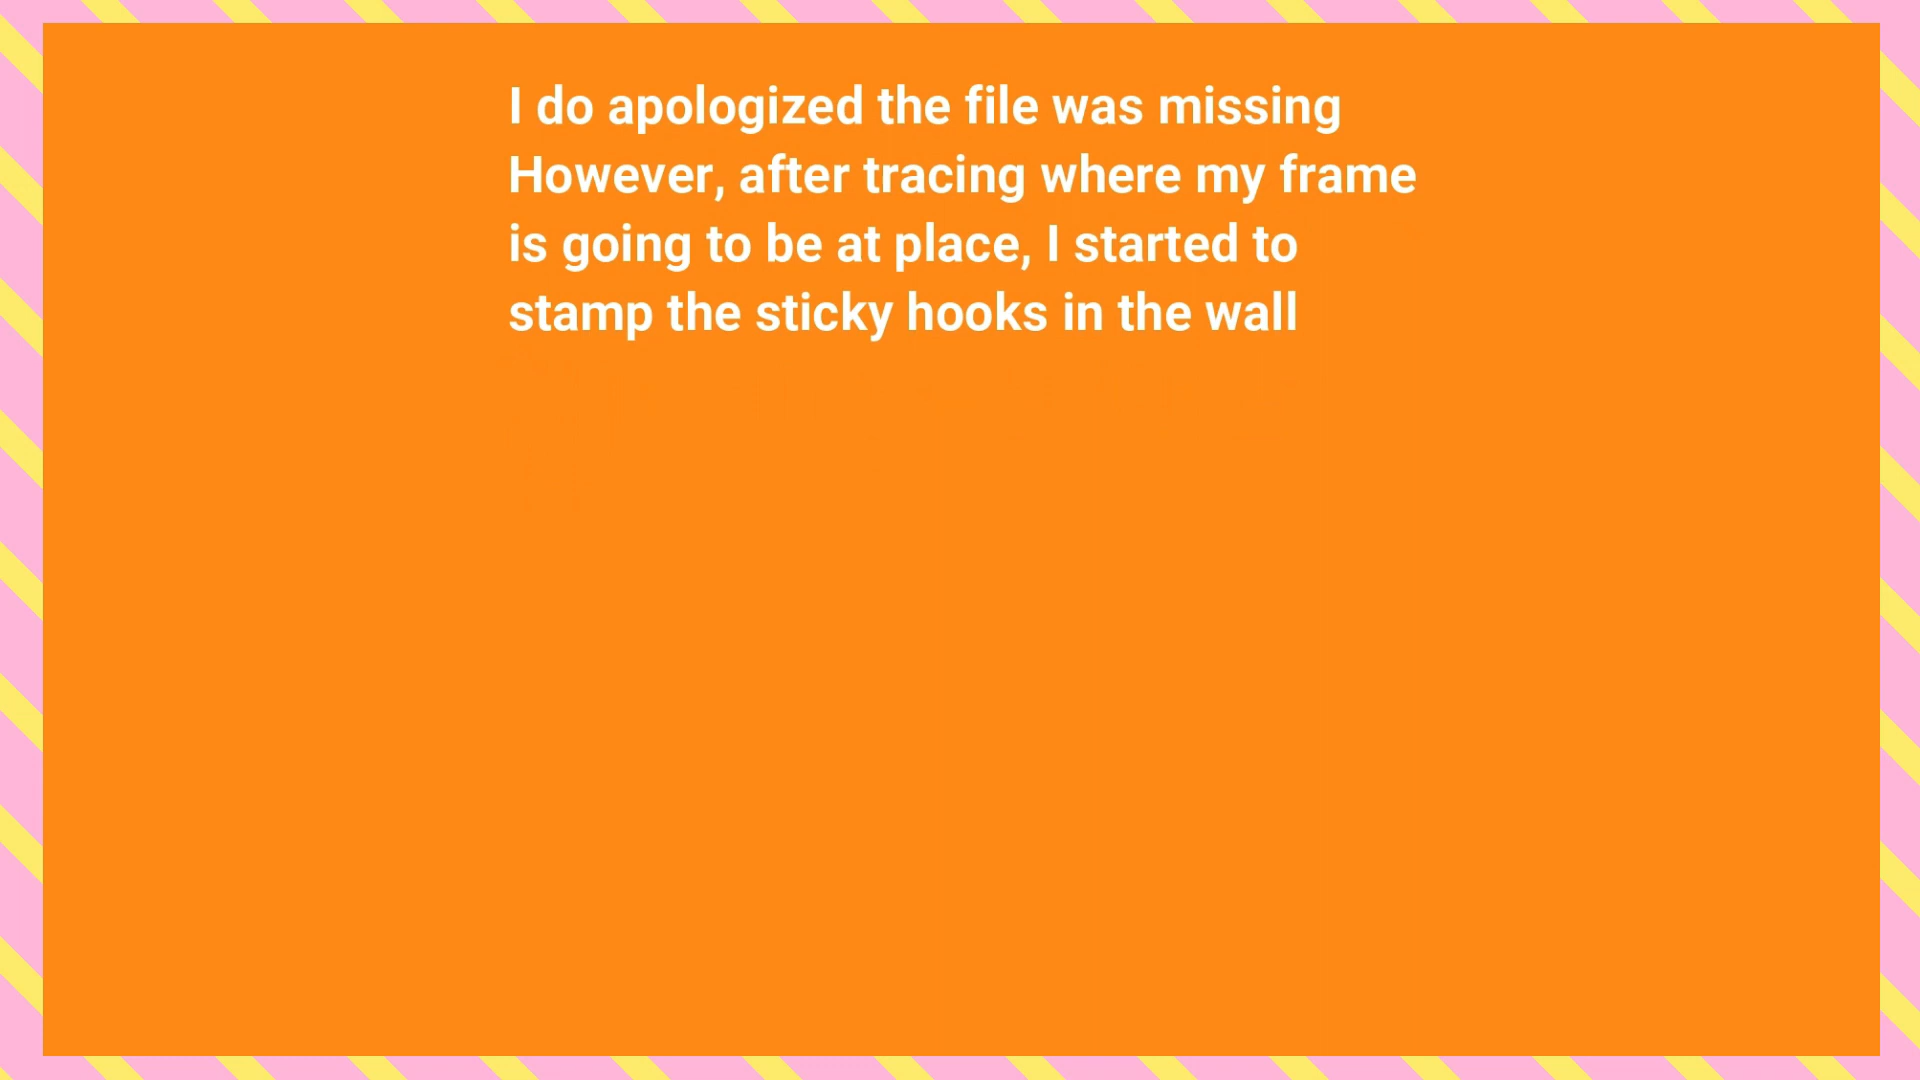 I do apologized the file was missing
However, after tracing where my frame
is going to be at place, I started to
stamp the sticky hooks in the wall